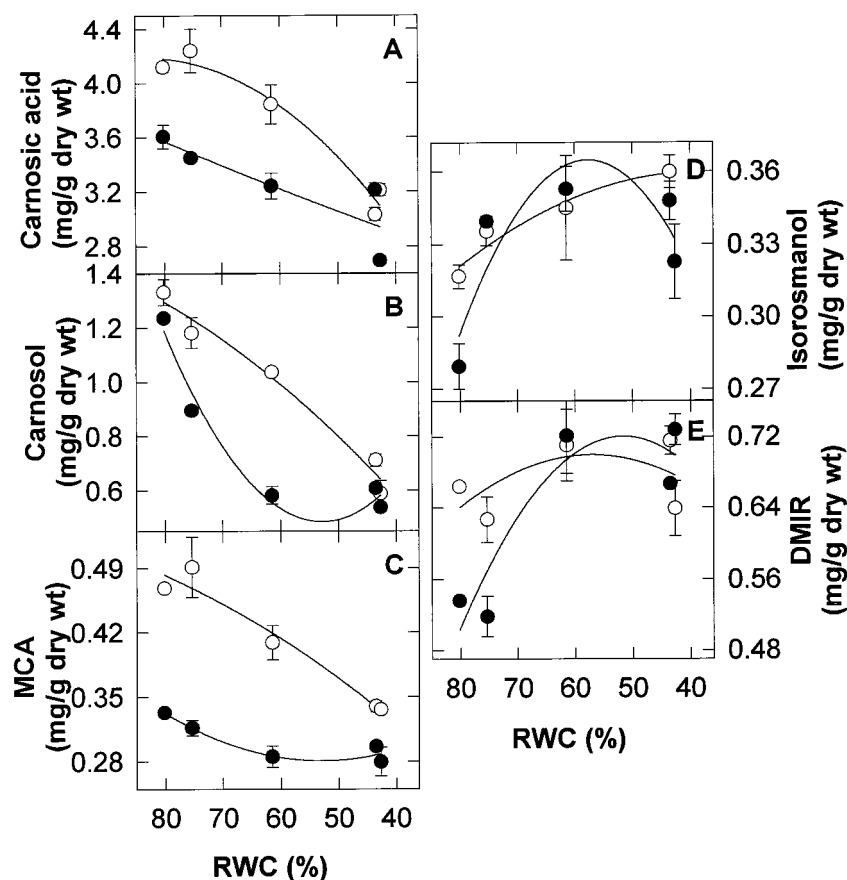 A
4.4
4.0
3.6
3.2
2.8
Carnosic acid
(mg/g dry wt)
B
1.4
1.2
1.0
0.8
0.6
Carnosol
(mg/g dry wt)
C
0.49
0.42
0.35
0.28
MCA
(mg/g dry wt)
80 70 60 50 40
RWC (%)
D
0.36
0.33
0.30
0.27
Isorosmanol
(mg/g dry wt)
E
0.72
0.64
0.56
0.48
DMIR
(mg/g dry wt)
80 70 60 50 40
RWC (%)